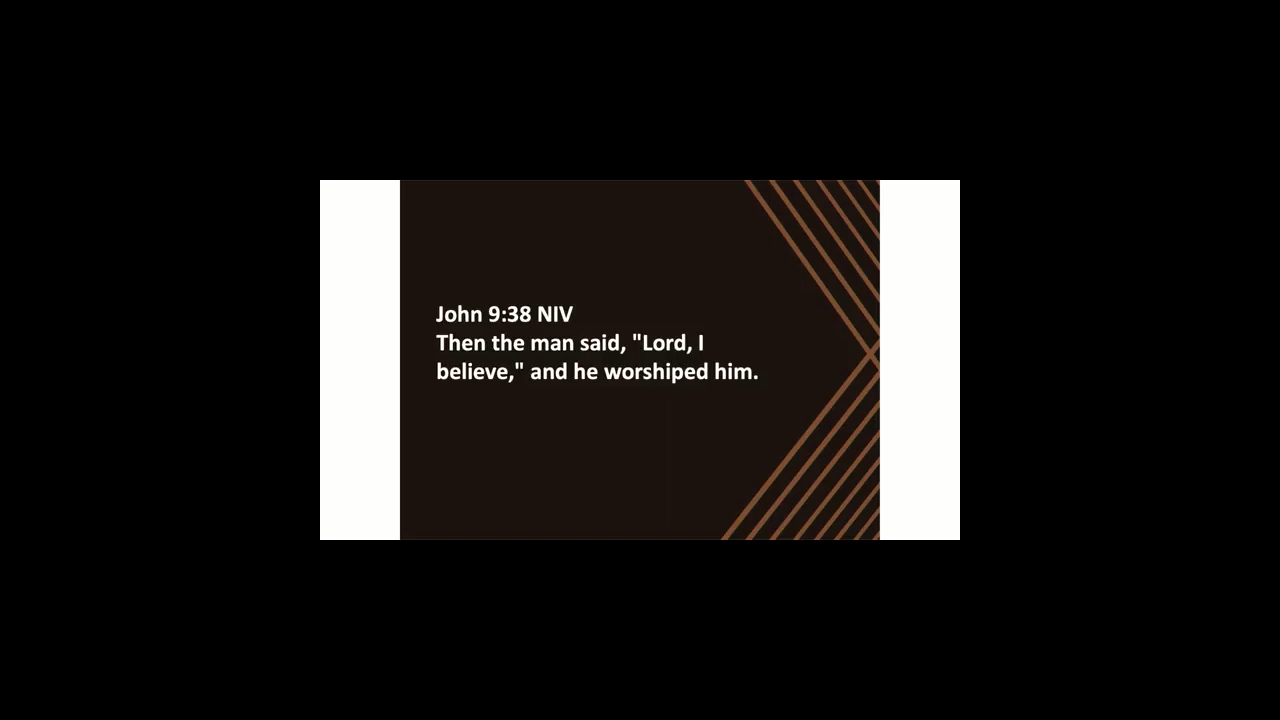 John 9:38 NIV
Then the man said, "Lord, I
believe," and he worshiped him.